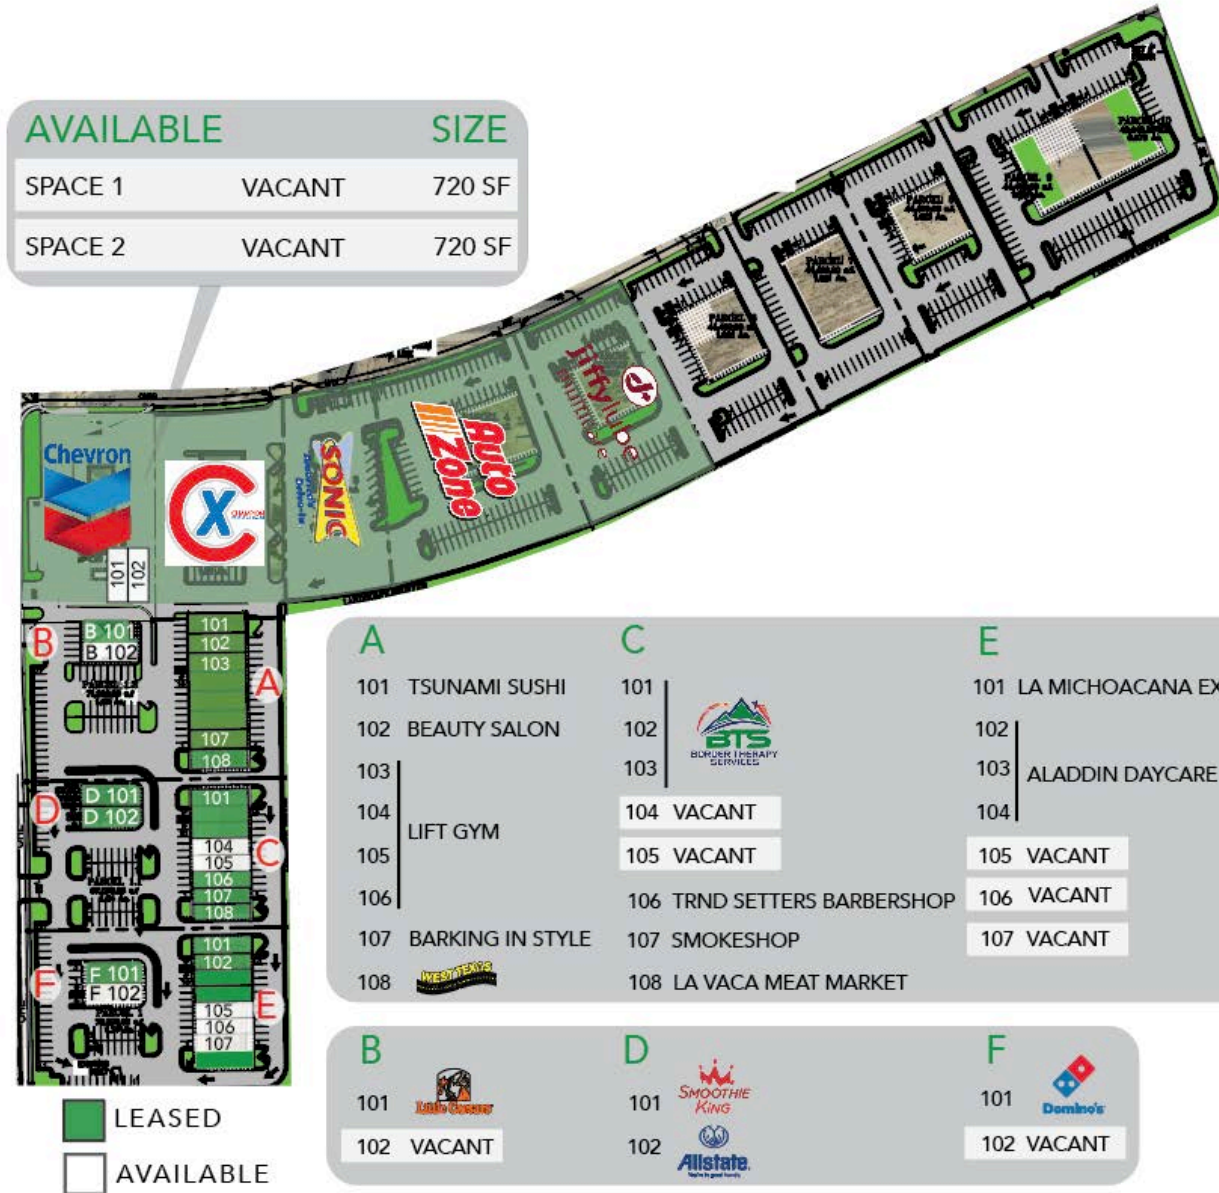 AVAILABLE SIZE
SPACE 1 VACANT 720 SF
SPACE 2 VACANT 720 SF
Chevron
CX
SONIC
Auto Zone
jiffy lube
101
102
B
B 101
B 102
101
102
103
107
108
A
D
D 101
D 102
101
104
105
106
107
108
C
F
F 101
F 102
101
102
105
106
107
E
LEASED
AVAILABLE
A
101 TSUNAMI SUSHI
102 BEAUTY SALON
103
104
105
106
LIFT GYM
107 BARKING IN STYLE
108 WEST TEXAS
C
101
102
103
BTS
BORDER THERAPY
SERVICES
104 VACANT
105 VACANT
106 TRND SETTERS BARBERSHOP
107 SMOKESHOP
108 LA VACA MEAT MARKET
E
101 LA MICHOACANA EX
102
103
104
ALADDIN DAYCARE
105 VACANT
106 VACANT
107 VACANT
B
101 Little Caesars
102 VACANT
D
101 SMOOTHIE KING
102 Allstate.
You're in good hands.
F
101 Domino's
102 VACANT